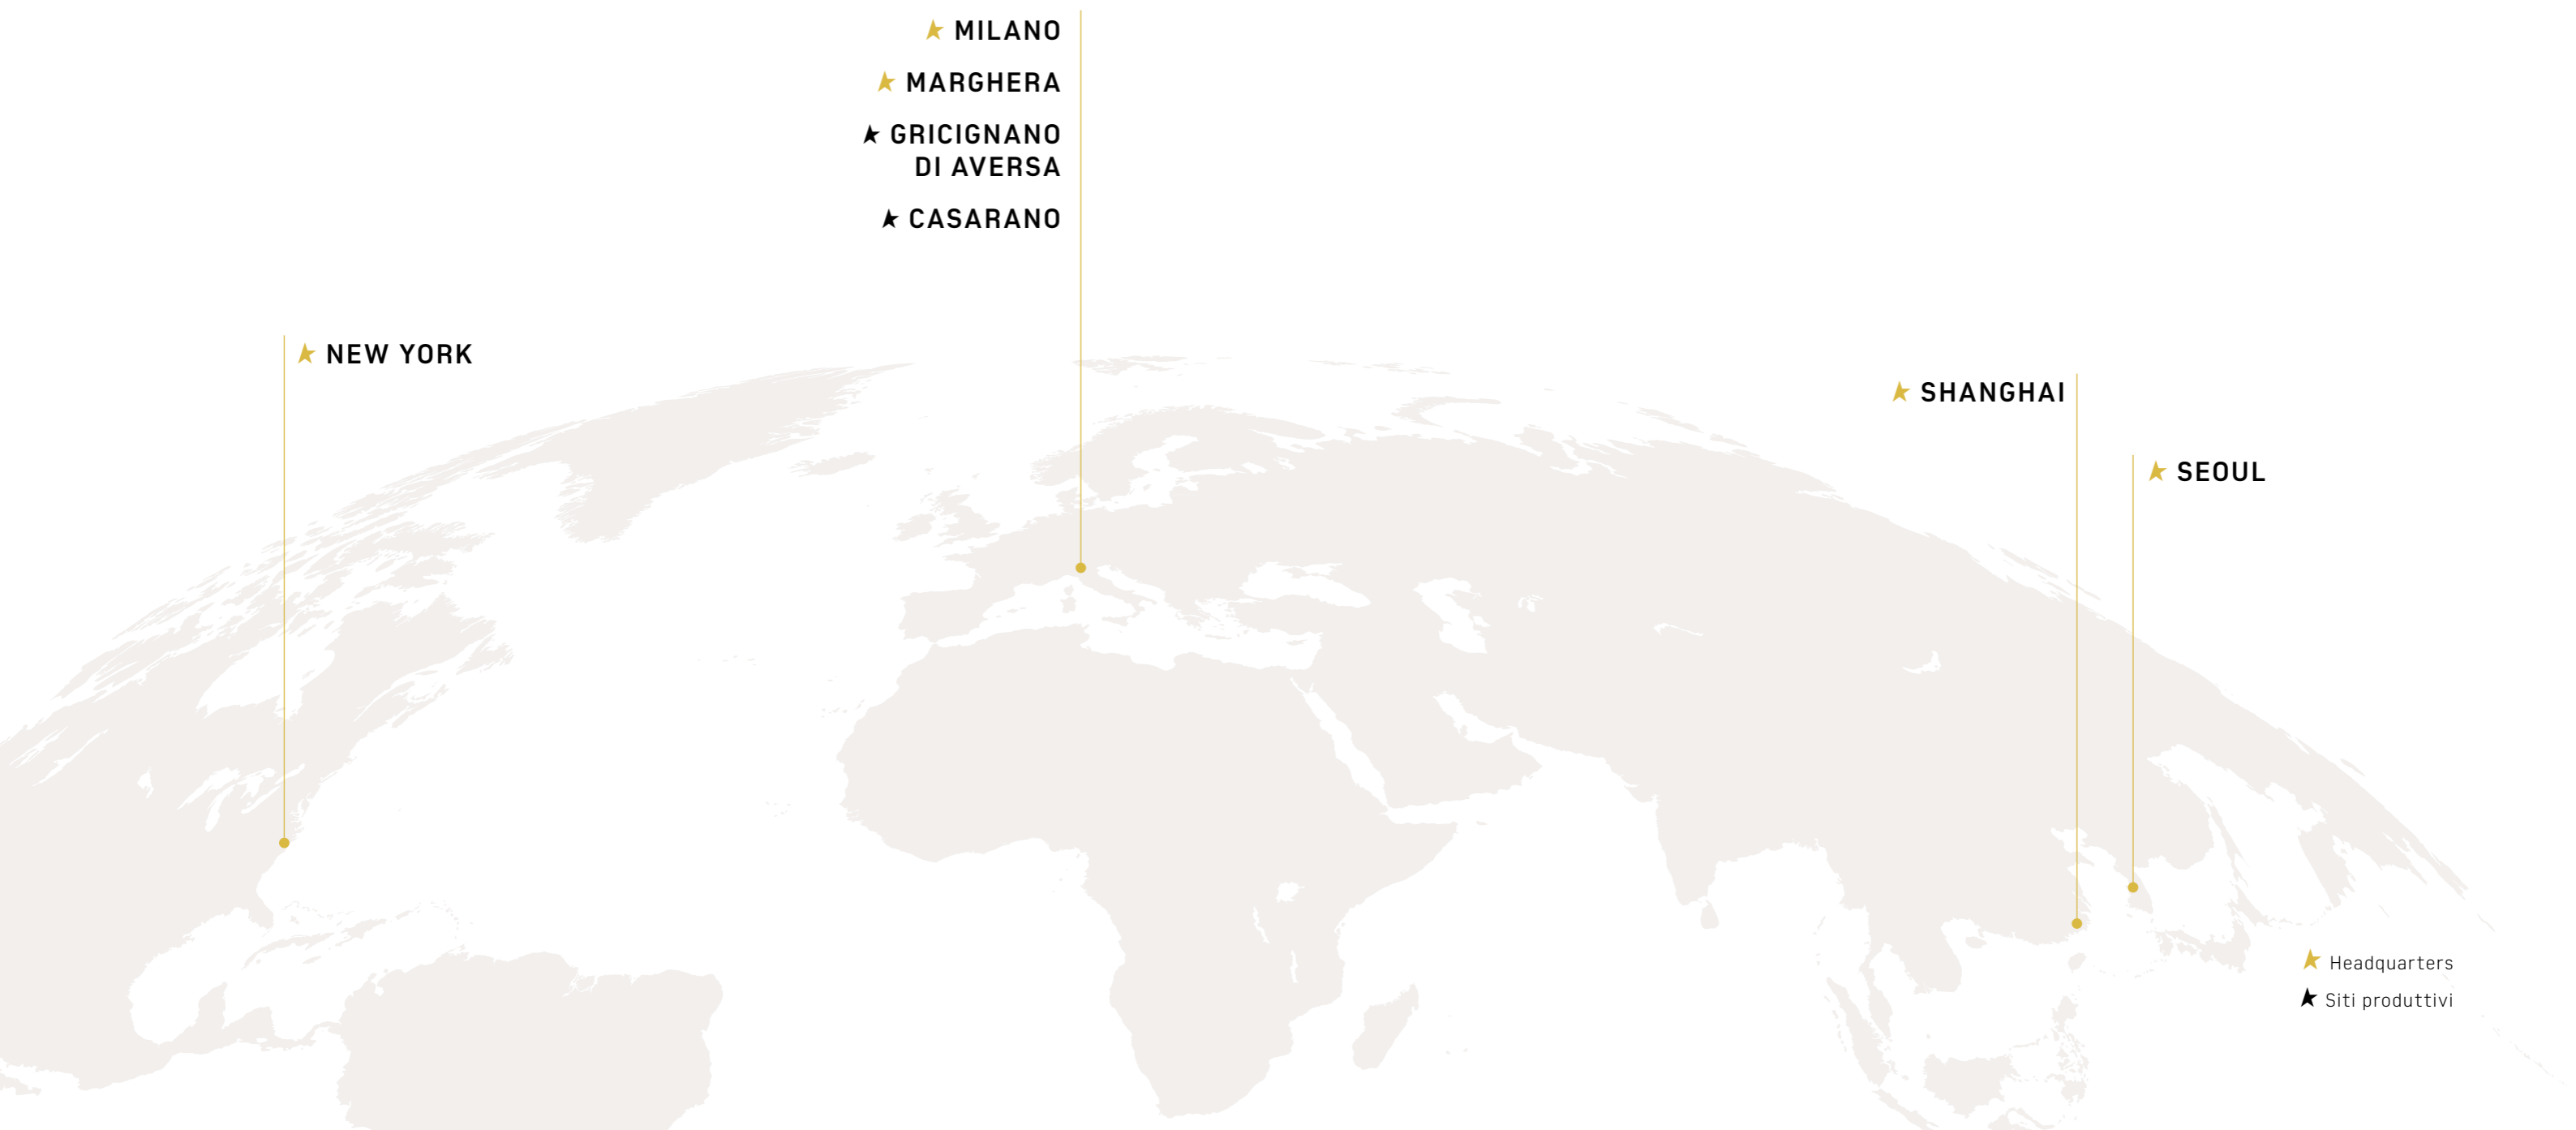 MILANO
MARGHERA
GRICIGNANO
DI AVERSA
CASARANO
NEW YORK
SHANGHAI
SEOUL
Headquarters
Siti produttivi